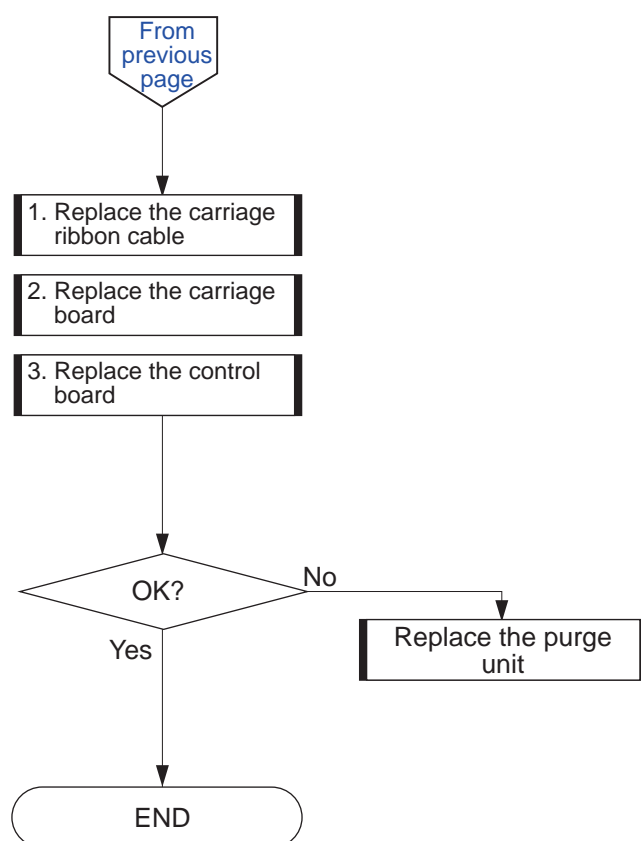 From
previous
page
1. Replace the carriage
ribbon cable
2. Replace the carriage
board
3. Replace the control
board
OK?
No
Yes
Replace the purge
unit
END